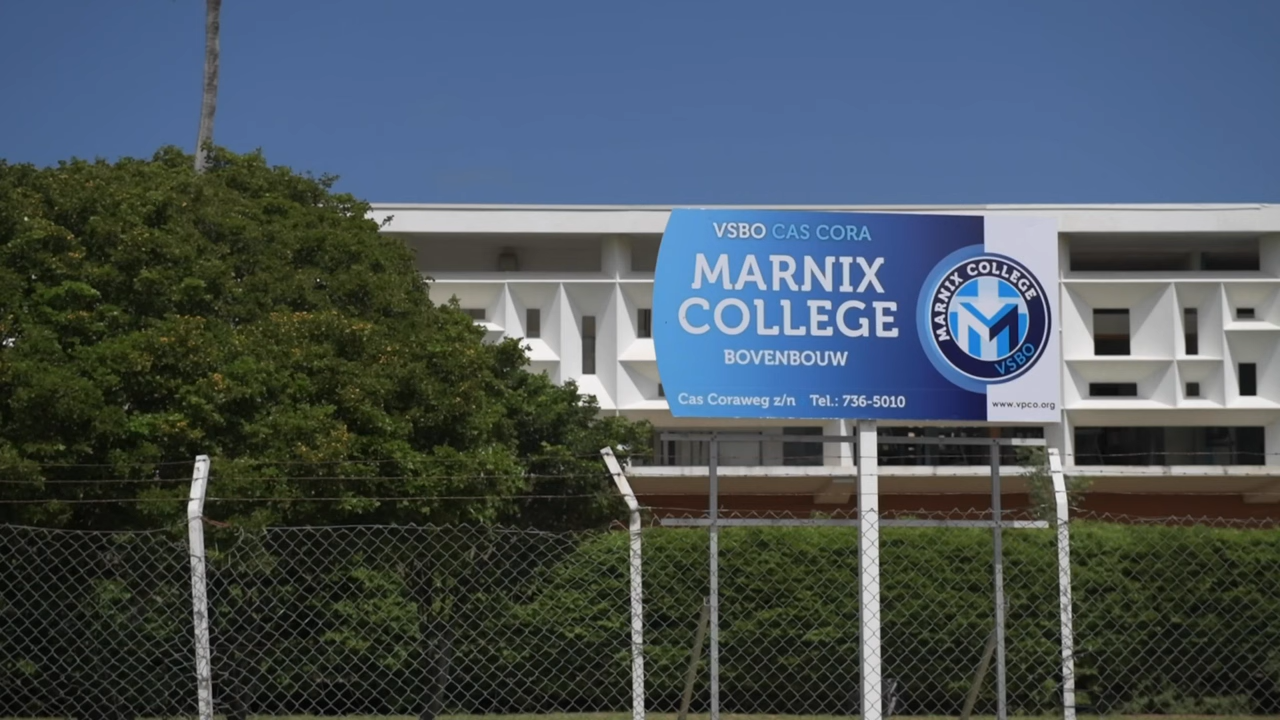 VSBO CAS CORA
MARNIX
COLLEGE
BOVENBOUW
Cas Coraweg z/n Tel.: 736-5010
MARNIX COLLEGE
M
VSBO
www.vpco.org